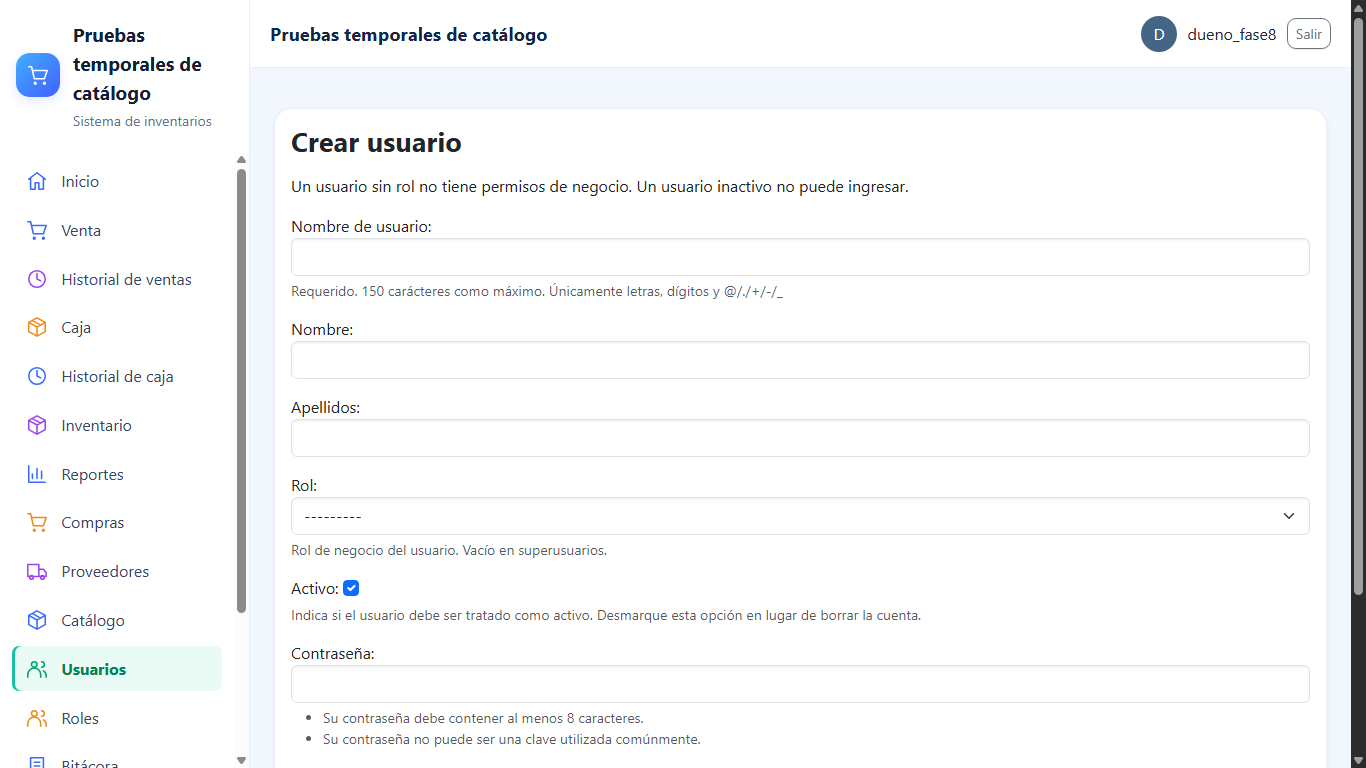 Pruebas
temporales de
catálogo
Sistema de inventarios
Inicio
Venta
Historial de ventas
Caja
Historial de caja
Inventario
Reportes
Compras
Proveedores
Catálogo
Usuarios
Roles
Bitácora
Pruebas temporales de catálogo
D
dueno_fase8
Salir
Crear usuario
Un usuario sin rol no tiene permisos de negocio. Un usuario inactivo no puede ingresar.
Nombre de usuario:
Requerido. 150 carácteres como máximo. Únicamente letras, dígitos y @/./+/-/_
Nombre:
Apellidos:
Rol:
---------
Rol de negocio del usuario. Vacío en superusuarios.
Activo:
Indica si el usuario debe ser tratado como activo. Desmarque esta opción en lugar de borrar la cuenta.
Contraseña:
Su contraseña debe contener al menos 8 caracteres.
Su contraseña no puede ser una clave utilizada comúnmente.